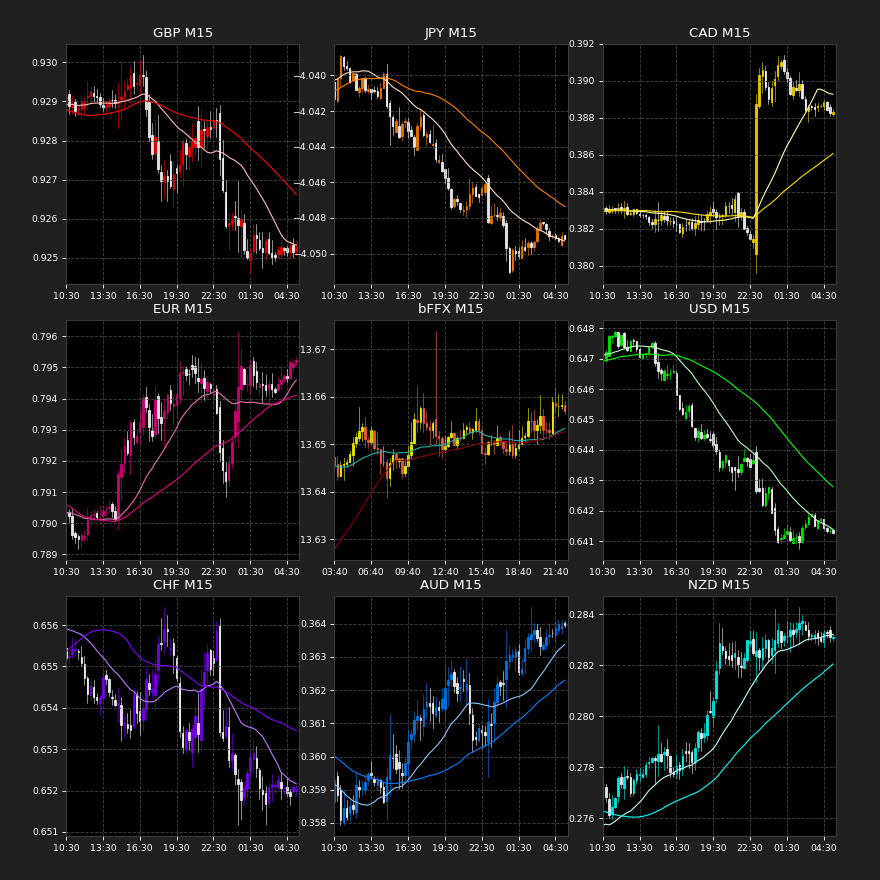 GBP M15 JPY M15 CAD M15
0.930 −4.040 0.392
0.929 −4.042 0.390
0.928 −4.044 0.388
0.927 −4.046 0.386
0.926 −4.048 0.384
0.925 −4.050 0.382
0.380
10:30 13:30 16:30 19:30 22:30 01:30 04:30 10:30 13:30 16:30 19:30 22:30 01:30 04:30 10:30 13:30 16:30 19:30 22:30 01:30 04:30
EUR M15 bFFX M15 USD M15
0.796 13.67 0.648
0.795 13.66 0.647
0.794 13.65 0.646
0.793 13.64 0.645
0.792 13.63 0.644
0.791 0.643
0.790 0.642
0.789 0.641
10:30 13:30 16:30 19:30 22:30 01:30 04:30 03:40 06:40 09:40 12:40 15:40 18:40 21:40 10:30 13:30 16:30 19:30 22:30 01:30 04:30
CHF M15 AUD M15 NZD M15
0.656 0.364 0.284
0.655 0.363 0.282
0.654 0.362 0.280
0.653 0.361 0.278
0.652 0.360 0.276
0.651 0.359
0.358
10:30 13:30 16:30 19:30 22:30 01:30 04:30 10:30 13:30 16:30 19:30 22:30 01:30 04:30 10:30 13:30 16:30 19:30 22:30 01:30 04:30